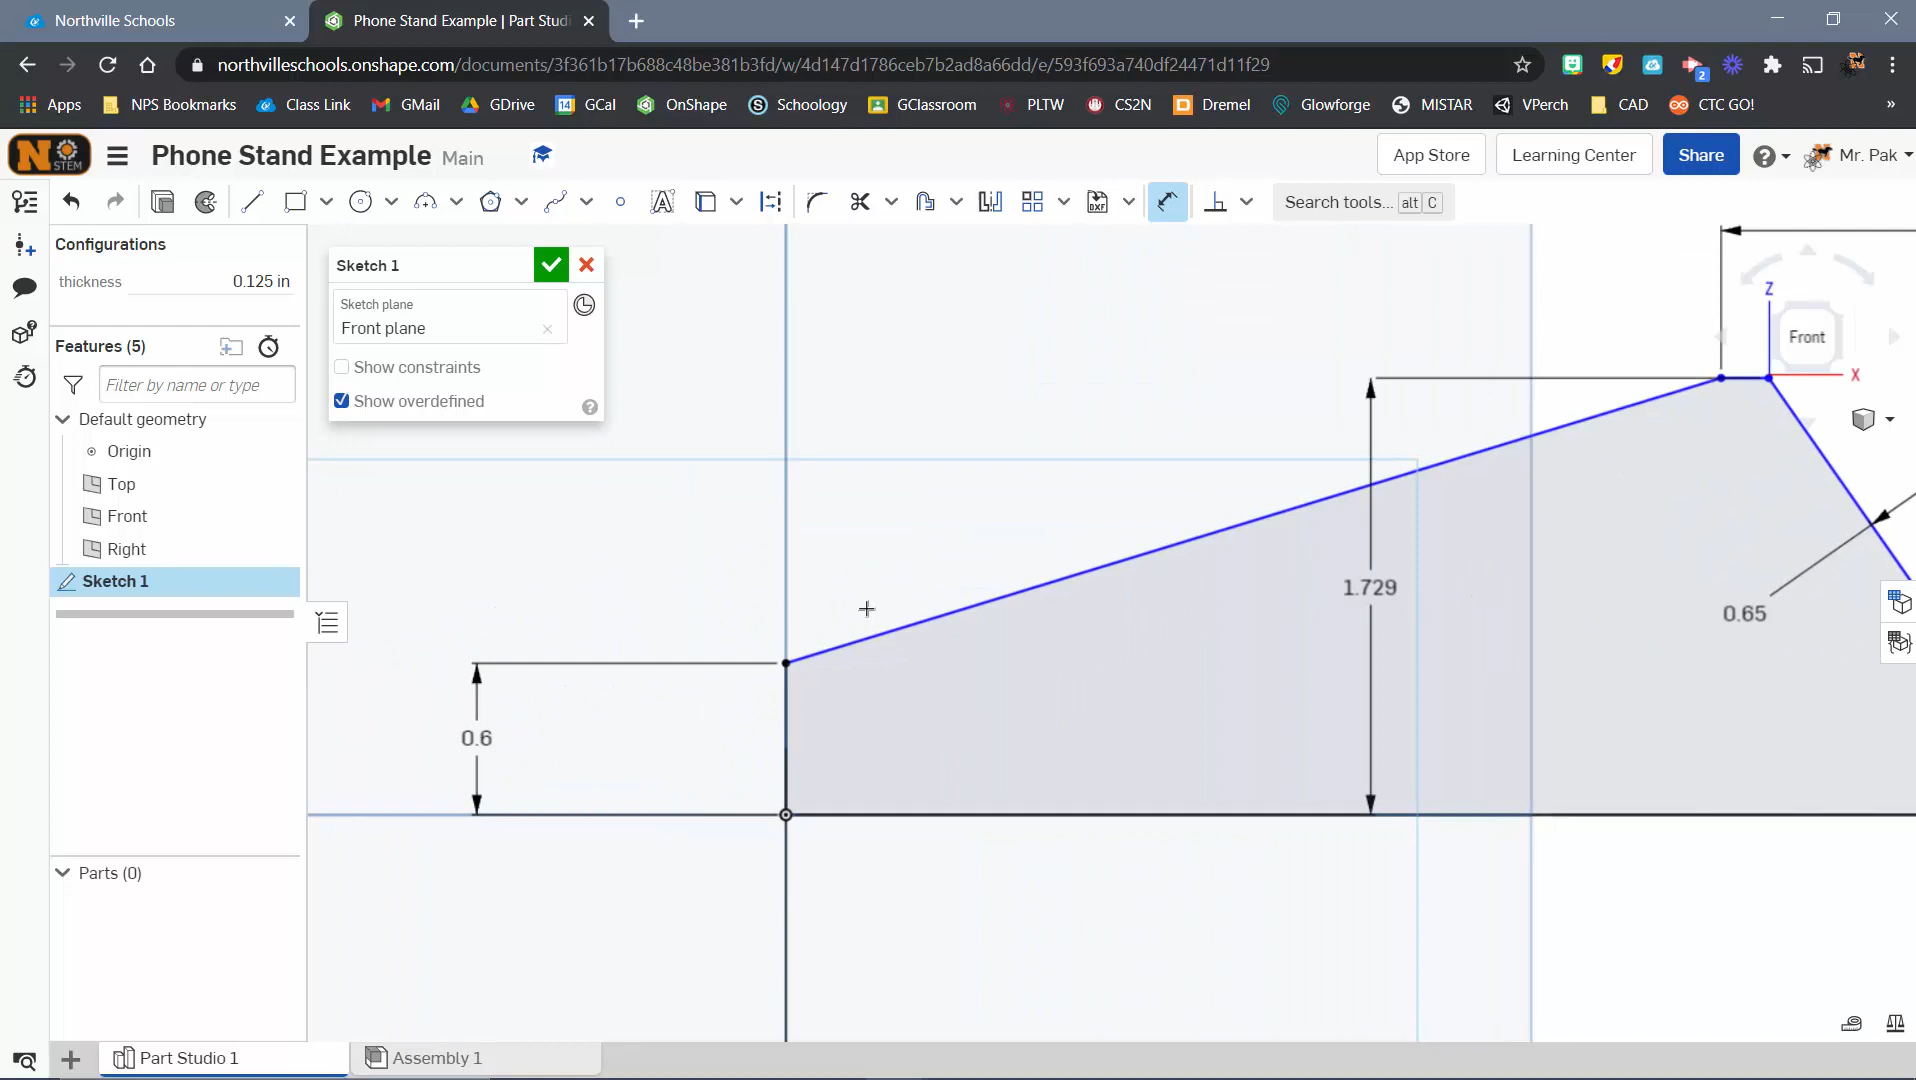 Northville Schools
Phone Stand Example | Part Studi
northvilleschools.onshape.com/documents/3f361b17b688c48be381b3fd/w/4d147d1786ceb7b2ad8a66dd/e/593f693a740df24471d11f29
2
Apps
NPS Bookmarks
Class Link
GMail
GDrive
14
GCal
OnShape
Schoology
GClassroom
PLTW
CS2N
Dremel
Glowforge
MISTAR
VPerch
CAD
CTC GO!
»
N STEM
Phone Stand Example Main
App Store
Learning Center
Share
Mr. Pak
Search tools... alt C
Configurations
thickness 0.125 in
Features (5)
Filter by name or type
Default geometry
Origin
Top
Front
Right
Sketch 1
Parts (0)
Sketch 1
Sketch plane
Front plane
Show constraints
Show overdefined
Z
Front
X
1.729
0.65
0.6
Part Studio 1
Assembly 1